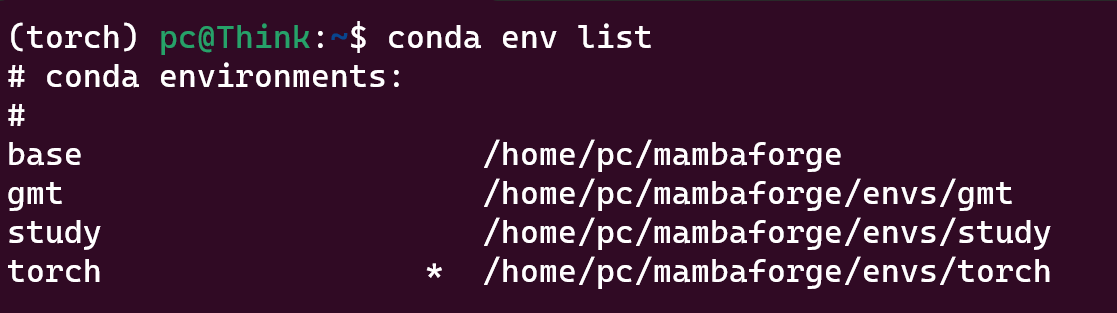 (torch) pc@Think:~$ conda env list
# conda environments:
#
base                     /home/pc/mambaforge
gmt                      /home/pc/mambaforge/envs/gmt
study                    /home/pc/mambaforge/envs/study
torch                 *  /home/pc/mambaforge/envs/torch